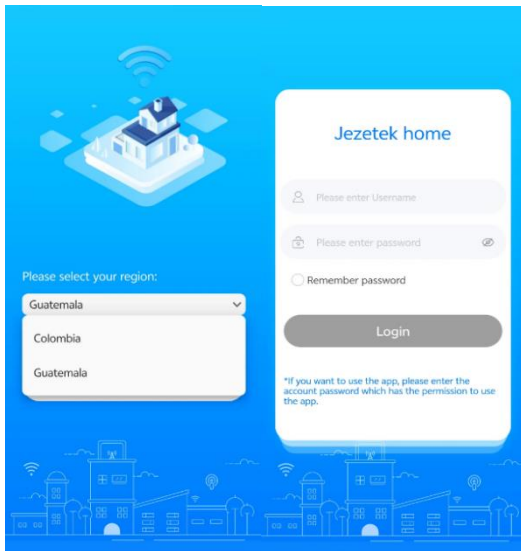 Please select your region:
Guatemala
Colombia
Guatemala
Jezetek home
Please enter Username
Please enter password
Remember password
Login
*If you want to use the app, please enter the
account password which has the permission to use
the app.